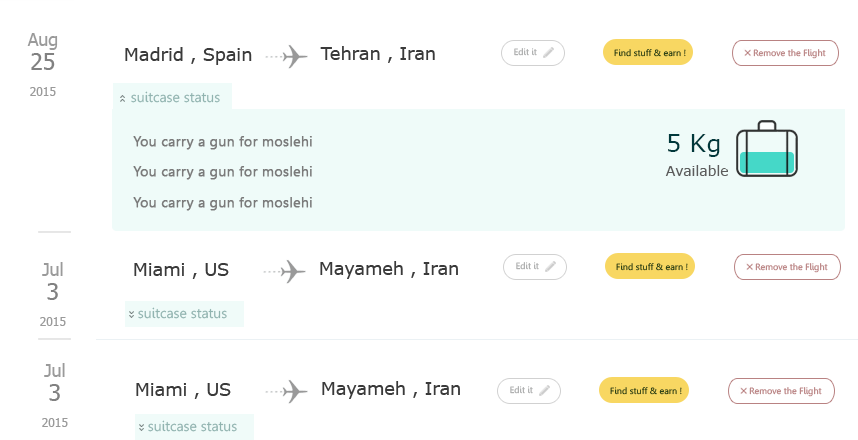 Aug
25
2015
Madrid , Spain
Tehran , Iran
Edit it
Find stuff & earn !
× Remove the Flight
suitcase status
You carry a gun for moslehi
You carry a gun for moslehi
You carry a gun for moslehi
5 Kg
Available
Jul
3
2015
Miami , US
Mayameh , Iran
Edit it
Find stuff & earn !
× Remove the Flight
suitcase status
Jul
3
2015
Miami , US
Mayameh , Iran
Edit it
Find stuff & earn !
× Remove the Flight
suitcase status